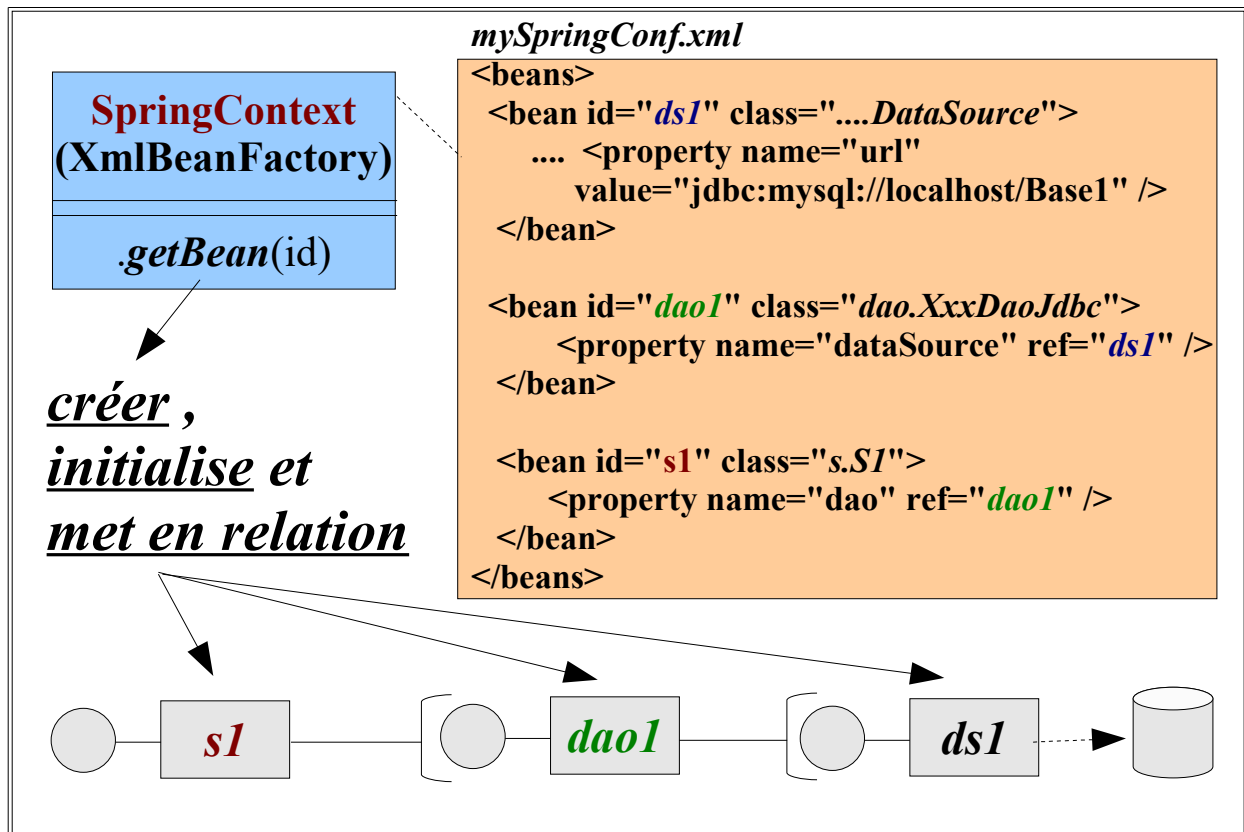 mySpringConf.xml
SpringContext
(XmlBeanFactory)
.getBean(id)
<beans>
<bean id="ds1" class="....DataSource">
.... <property name="url"
value="jdbc:mysql://localhost/Base1" />
</bean>
<bean id="dao1" class="dao.XxxDaoJdbc">
<property name="dataSource" ref="ds1" />
</bean>
<bean id="s1" class="s.S1">
<property name="dao" ref="dao1" />
</bean>
</beans>
créer ,
initialise et
met en relation
s1
dao1
ds1